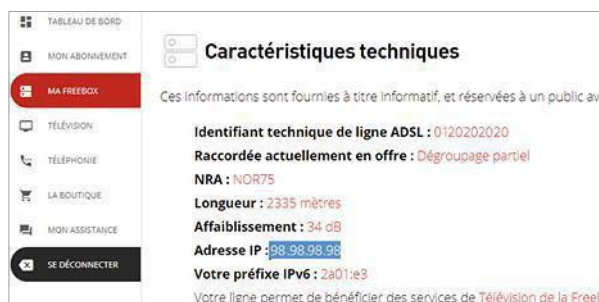 TABLEAU DE BORD
MON ABONNEMENT
MA FREEBOX
TÉLÉVISION
TÉLÉPHONIE
LA BOUTIQUE
MON ASSISTANCE
SE DÉCONNECTER
Caractéristiques techniques
Ces informations sont fournies à titre informatif, et réservées à un public av
Identifiant technique de ligne ADSL : 0120202020
Raccordée actuellement en offre : Dégroupage partiel
NRA : NOR75
Longueur : 2335 mètres
Affaiblissement : 34 dB
Adresse IP : 98.98.98.98
Votre préfixe IPv6 : 2a01:e3
Votre ligne permet de bénéficier des services de Télévision de la Free